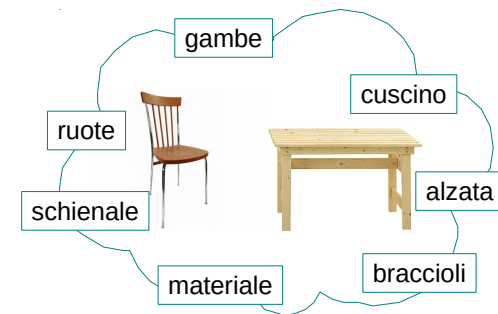 gambe
cuscino
ruote
alzata
schienale
braccioli
materiale